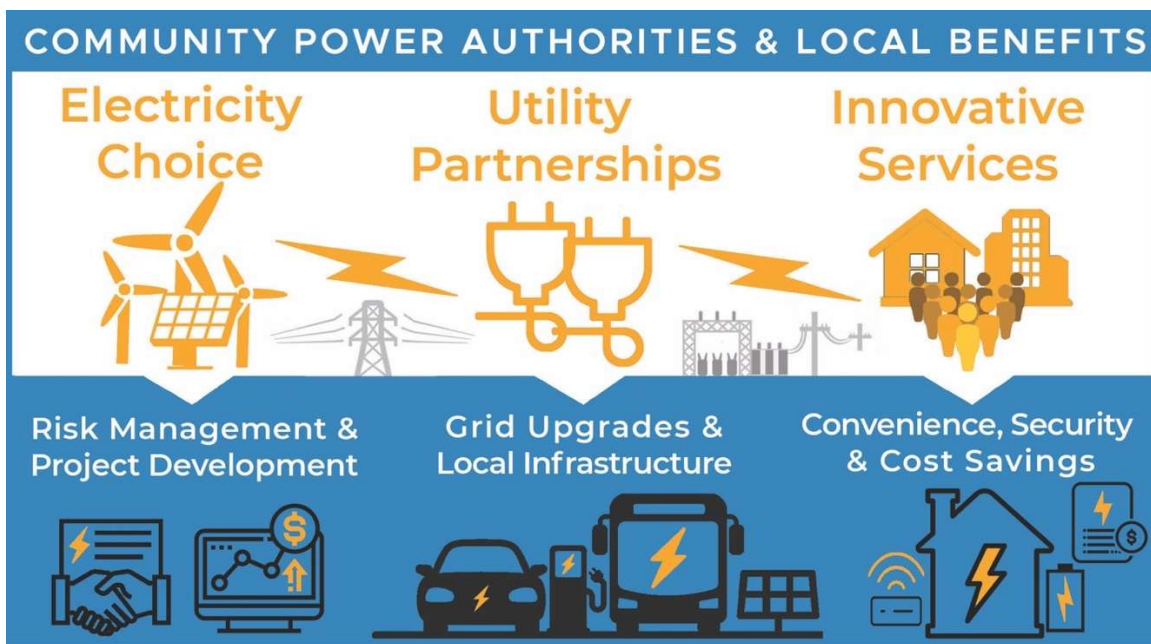 COMMUNITY POWER AUTHORITIES & LOCAL BENEFITS
Electricity
Choice
Utility
Partnerships
Innovative
Services
Risk Management &
Project Development
Grid Upgrades &
Local Infrastructure
Convenience, Security
& Cost Savings
$
$